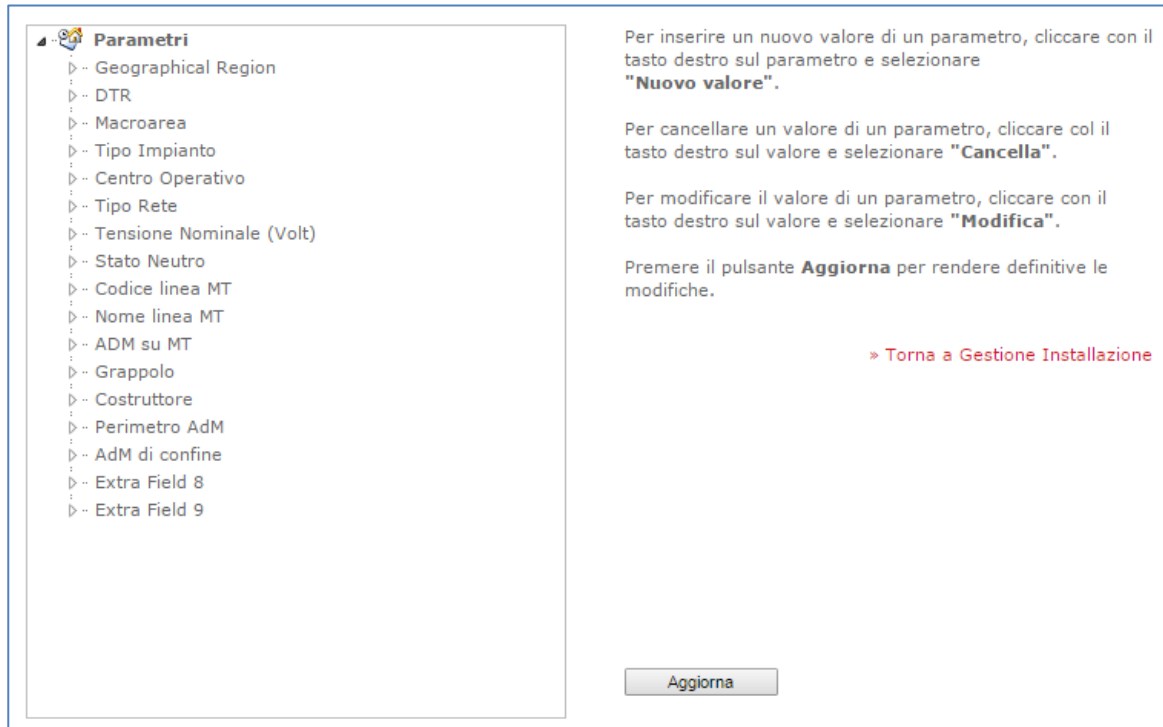 Parametri
Geographical Region
DTR
Macroarea
Tipo Impianto
Centro Operativo
Tipo Rete
Tensione Nominale (Volt)
Stato Neutro
Codice linea MT
Nome linea MT
ADM su MT
Grappolo
Costruttore
Perimetro AdM
AdM di confine
Extra Field 8
Extra Field 9
Per inserire un nuovo valore di un parametro, cliccare con il
tasto destro sul parametro e selezionare
"Nuovo valore".
Per cancellare un valore di un parametro, cliccare col il
tasto destro sul valore e selezionare "Cancella".
Per modificare il valore di un parametro, cliccare con il
tasto destro sul valore e selezionare "Modifica".
Premere il pulsante Aggiorna per rendere definitive le
modifiche.
» Torna a Gestione Installazione
Aggiorna